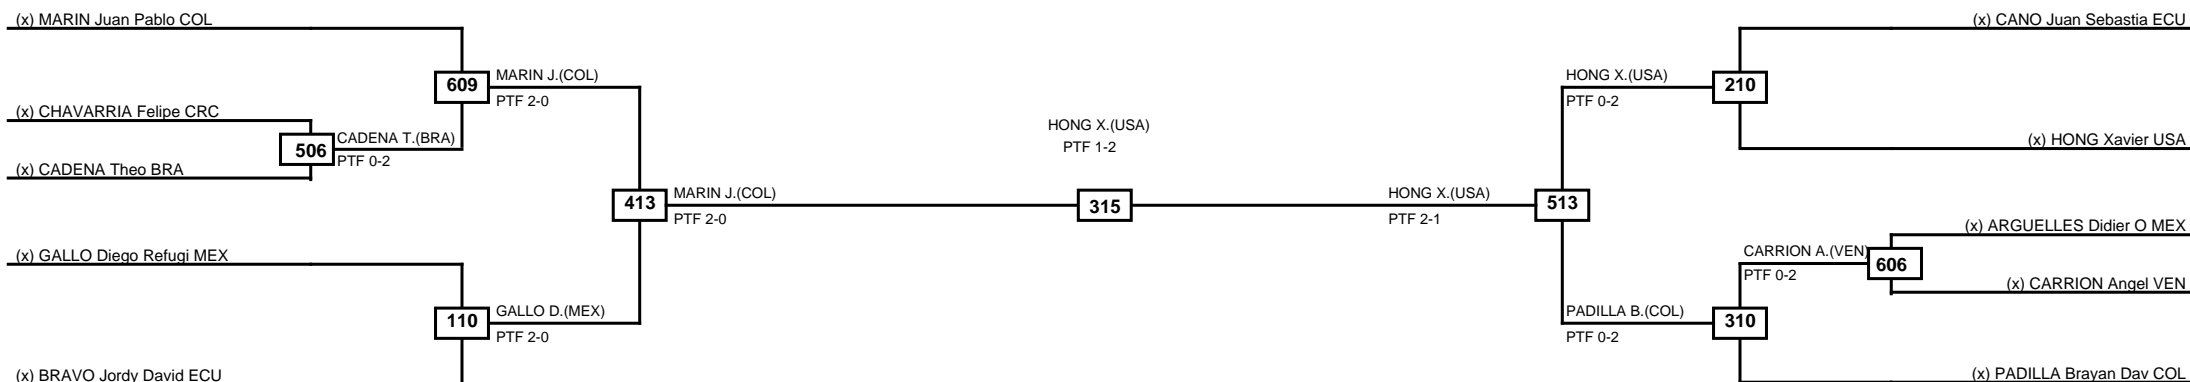 (x) MARIN Juan Pablo COL
(x) CANO Juan Sebastia ECU
609
MARIN J.(COL)
PTF 2-0
HONG X.(USA)
PTF 0-2
210
(x) CHAVARRIA Felipe CRC
506
CADENA T.(BRA)
PTF 0-2
(x) CADENA Theo BRA
HONG X.(USA)
PTF 1-2
(x) HONG Xavier USA
413
MARIN J.(COL)
PTF 2-0
315
HONG X.(USA)
PTF 2-1
513
(x) ARGUELLES Didier O MEX
(x) GALLO Diego Refugi MEX
CARRION A.(VEN)
PTF 0-2
606
(x) CARRION Angel VEN
110
GALLO D.(MEX)
PTF 2-0
PADILLA B.(COL)
PTF 0-2
310
(x) BRAVO Jordy David ECU
(x) PADILLA Brayan Dav COL